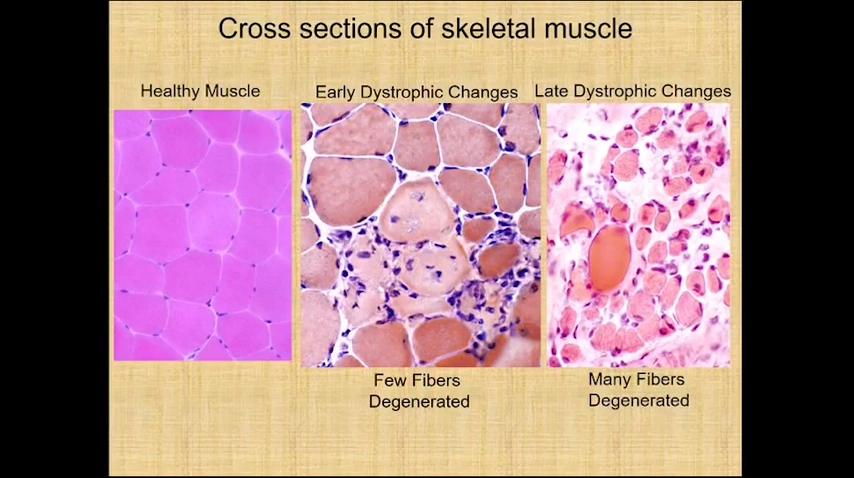 Cross sections of skeletal muscle
Healthy Muscle
Early Dystrophic Changes
Late Dystrophic Changes
Few Fibers
Degenerated
Many Fibers
Degenerated